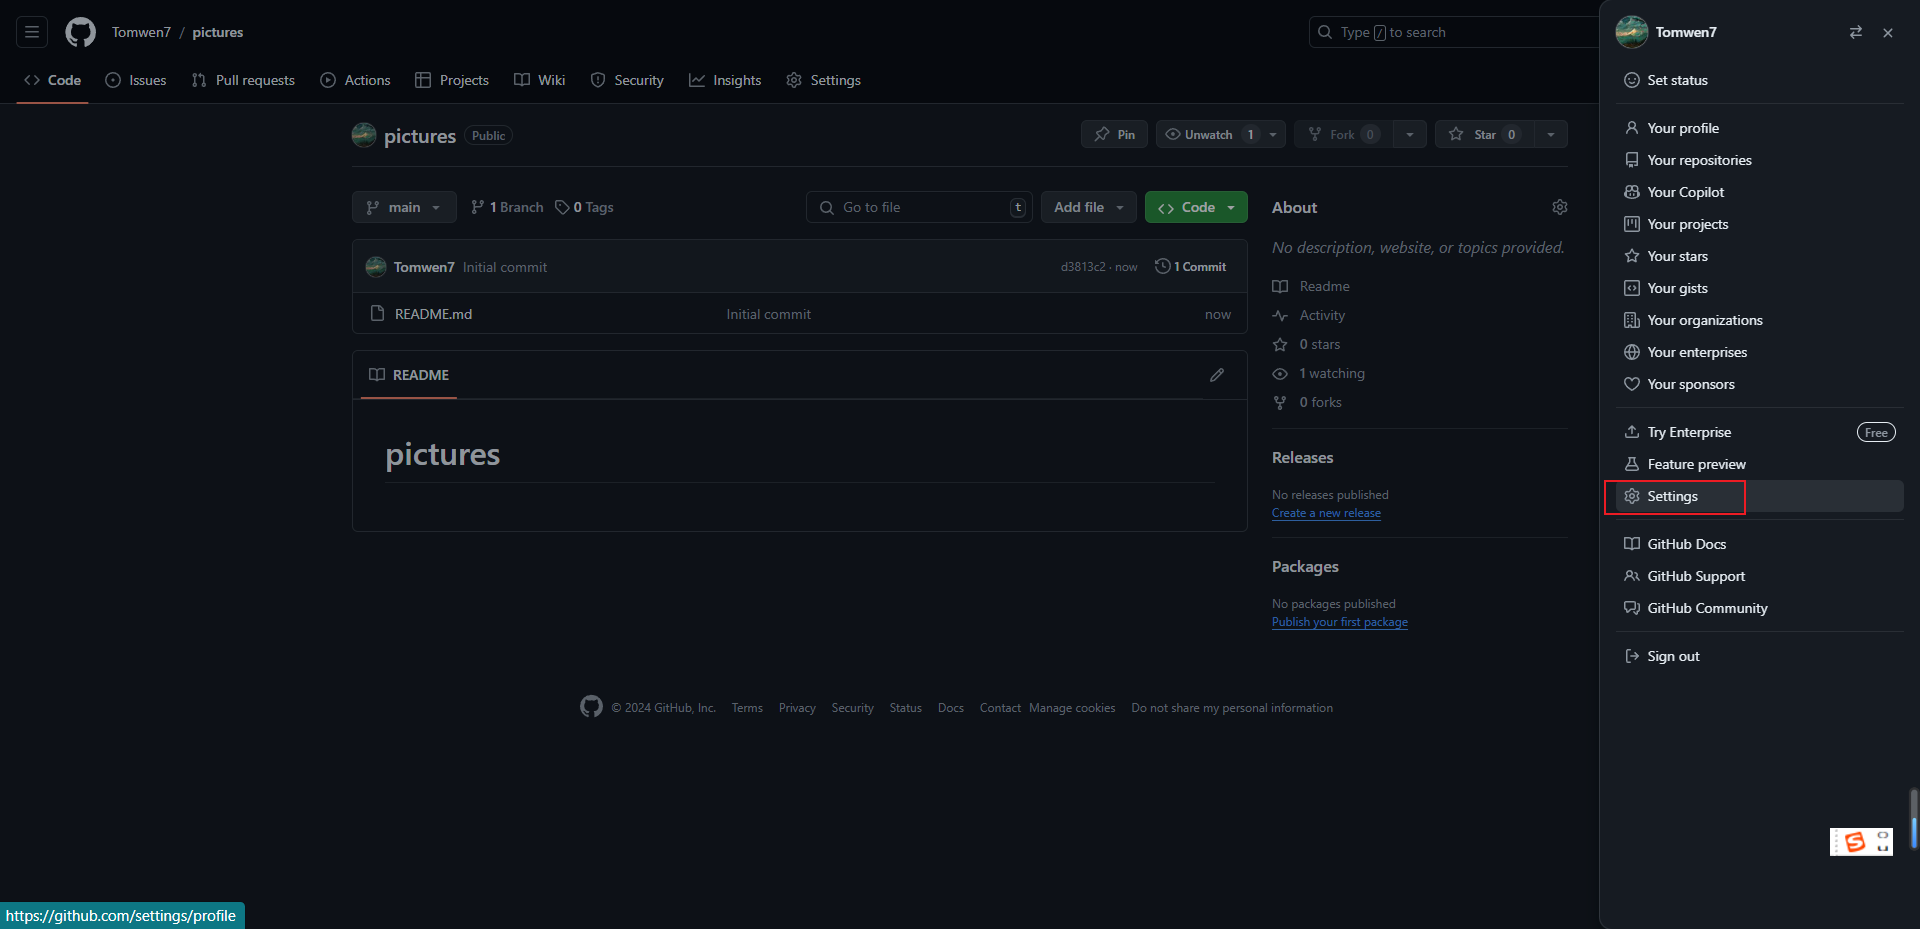 Tomwen7 / pictures
Type / to search
Code Issues Pull requests Actions Projects Wiki Security Insights Settings
pictures Public
Pin Unwatch 1 Fork 0 Star 0
main 1 Branch 0 Tags Go to file t Add file Code
Tomwen7 Initial commit d3813c2 · now 1 Commit
README.md Initial commit now
README
pictures
About
No description, website, or topics provided.
Readme
Activity
0 stars
1 watching
0 forks
Releases
No releases published
Create a new release
Packages
No packages published
Publish your first package
© 2024 GitHub, Inc. Terms Privacy Security Status Docs Contact Manage cookies Do not share my personal information
Tomwen7
Set status
Your profile
Your repositories
Your Copilot
Your projects
Your stars
Your gists
Your organizations
Your enterprises
Your sponsors
Try Enterprise Free
Feature preview
Settings
GitHub Docs
GitHub Support
GitHub Community
Sign out
S
https://github.com/settings/profile